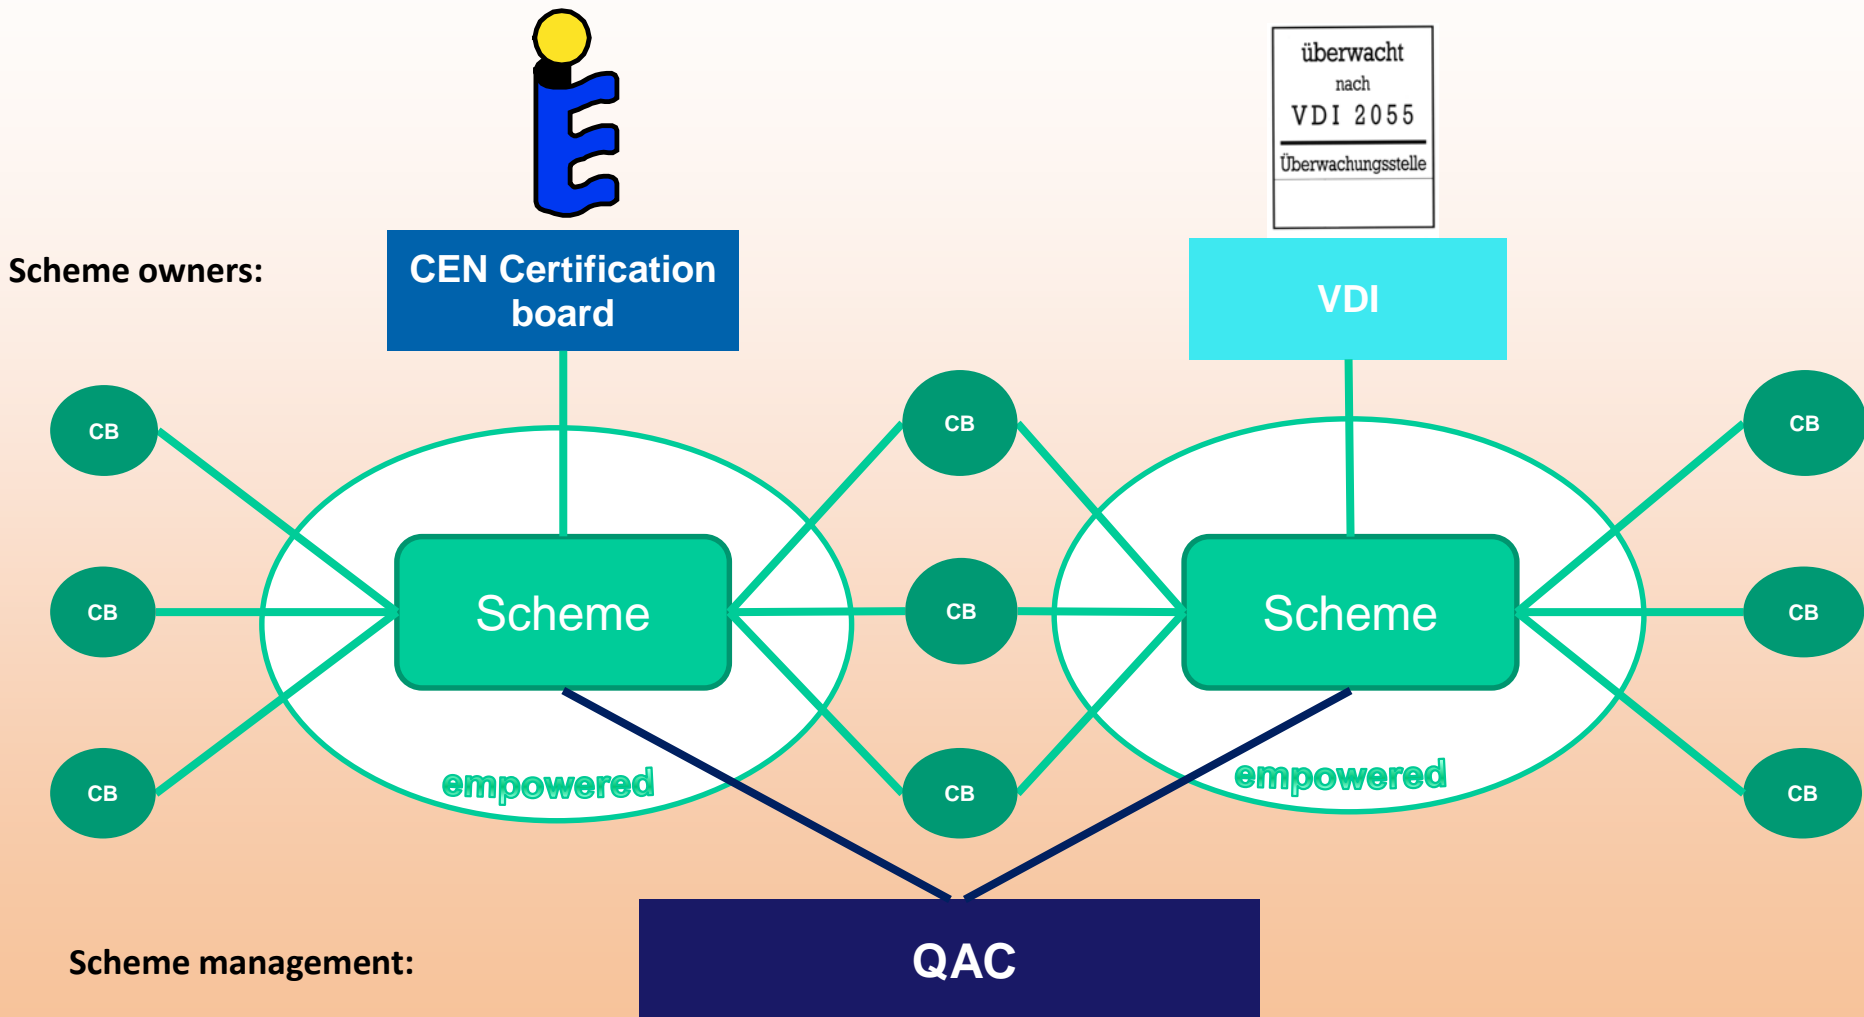 überwacht
nach
VDI 2055
Überwachungsstelle
Scheme owners:
CEN Certification
board
VDI
CB
CB
CB
CB
CB
CB
CB
CB
CB
Scheme
Scheme
empowered
empowered
Scheme management:
QAC